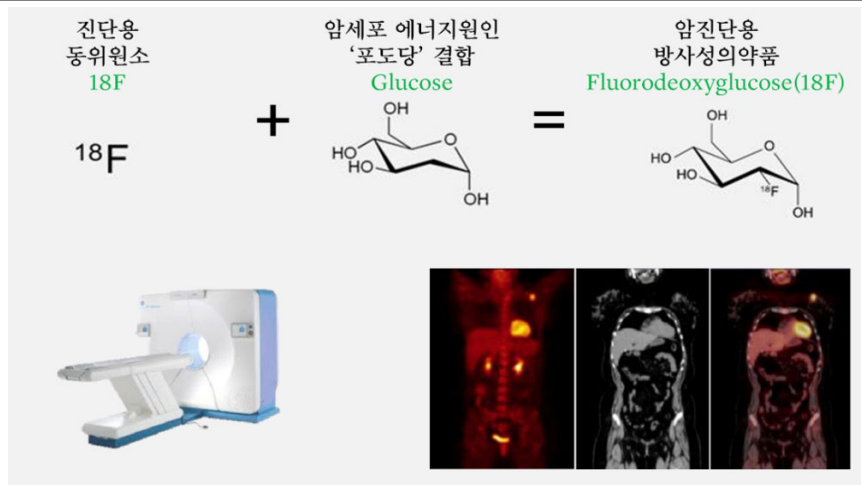 진단용
동위원소
18F
암세포 에너지원인
‘포도당’ 결합
Glucose
암진단용
방사성의약품
Fluorodeoxyglucose(18F)
18F
+
=
OH
O
HO
HO
OH
OH
O
HO
HO
18F
OH